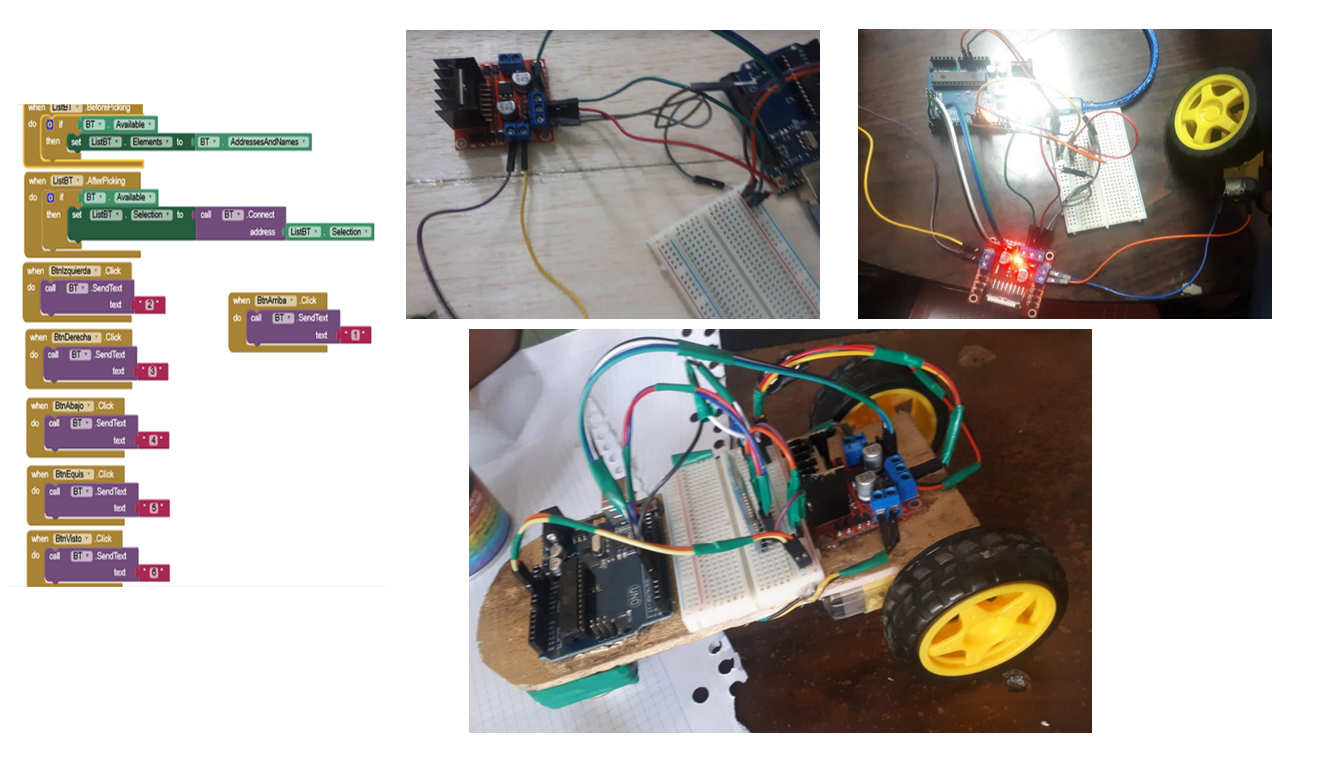 when ListBT .BeforePicking
do if BT . Available
then set ListBT . Elements to BT . AddressesAndNames
when ListBT .AfterPicking
do if BT . Available
then set ListBT . Selection to call BT .Connect
address ListBT . Selection
when BtnIzquierda .Click
do call BT .SendText
text " 2 "
when BtnArriba .Click
do call BT .SendText
text " 1 "
when BtnDerecha .Click
do call BT .SendText
text " 3 "
when BtnAbajo .Click
do call BT .SendText
text " 4 "
when BtnEquis .Click
do call BT .SendText
text " 5 "
when BtnVisto .Click
do call BT .SendText
text " 6 "
UNO